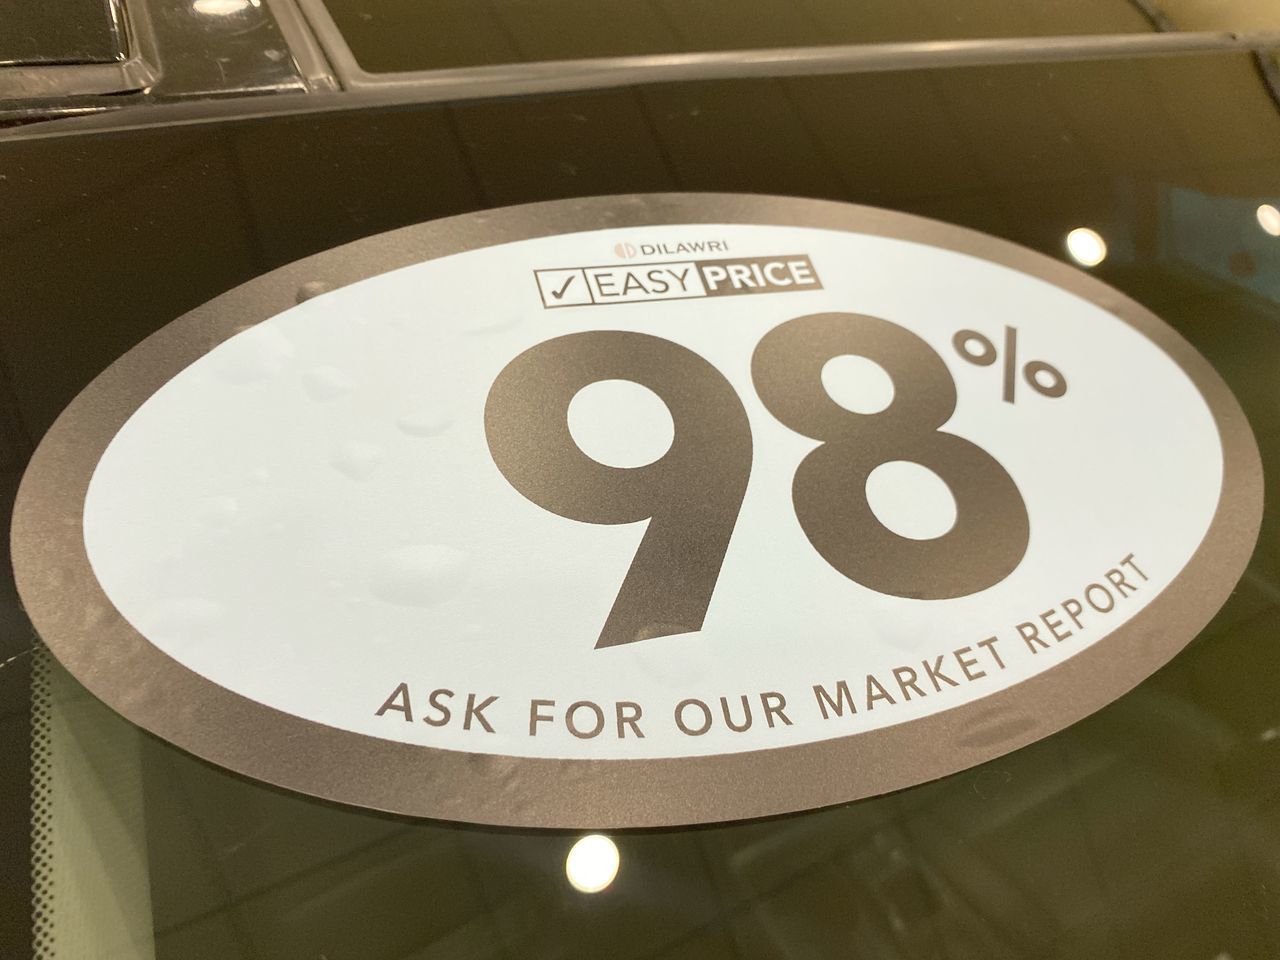 DILAWRI
✓ EASY PRICE
98%
ASK FOR OUR MARKET REPORT